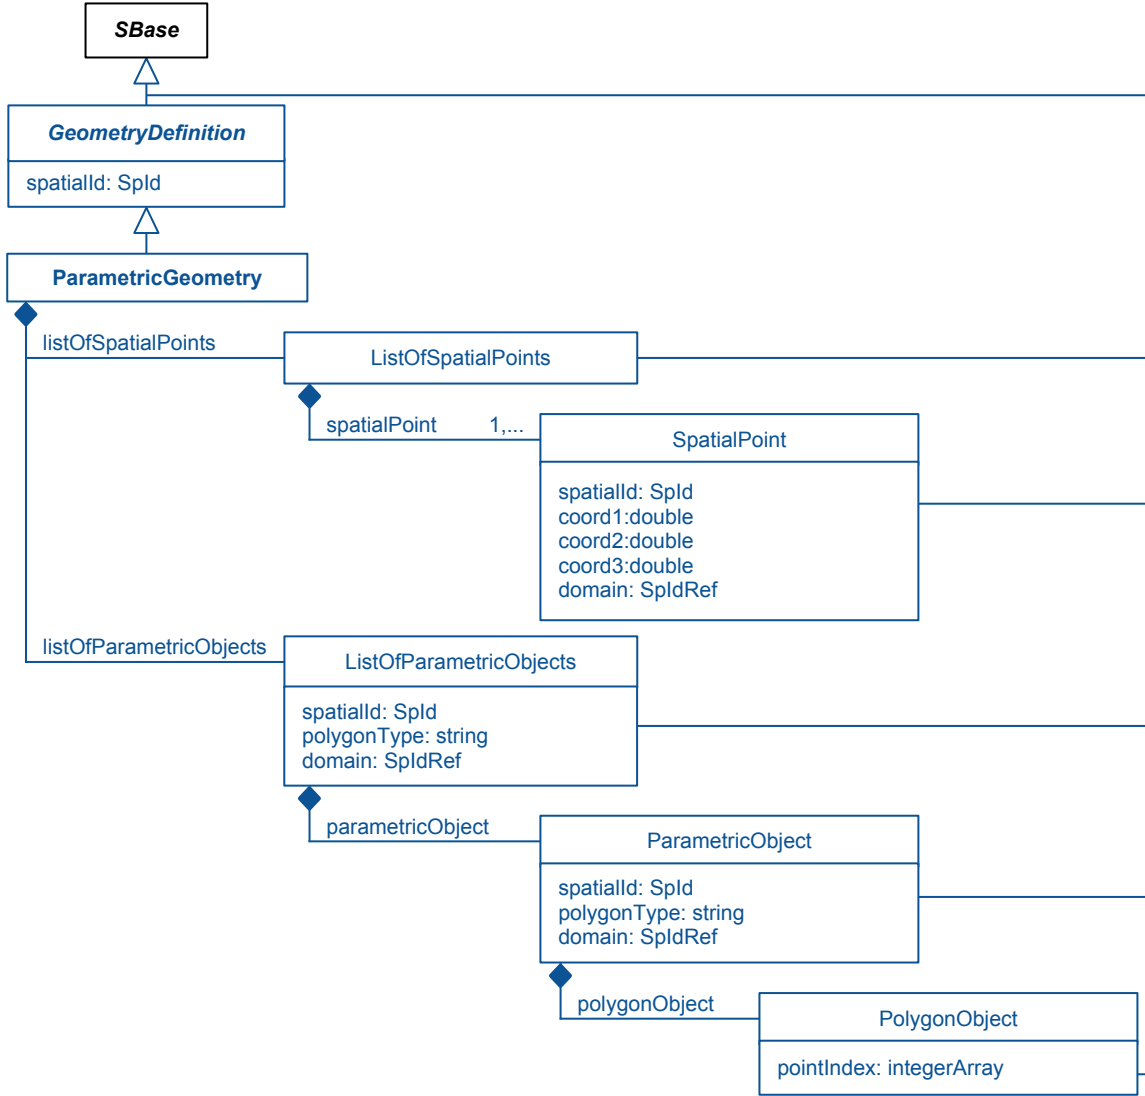 SBase
GeometryDefinition
spatialId: SpId
ParametricGeometry
listOfSpatialPoints
ListOfSpatialPoints
spatialPoint 1,...
SpatialPoint
spatialId: SpId
coord1:double
coord2:double
coord3:double
domain: SpIdRef
listOfParametricObjects
ListOfParametricObjects
spatialId: SpId
polygonType: string
domain: SpIdRef
parametricObject
ParametricObject
spatialId: SpId
polygonType: string
domain: SpIdRef
polygonObject
PolygonObject
pointIndex: integerArray